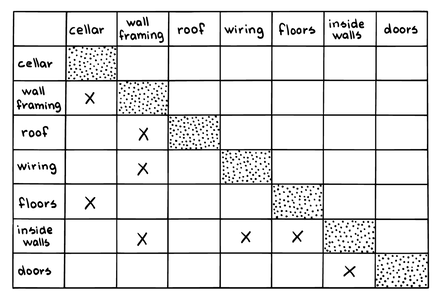 cellar wall framing roof wiring floors inside walls doors
cellar
wall framing X
roof X
wiring X
floors X
inside walls X X X
doors X